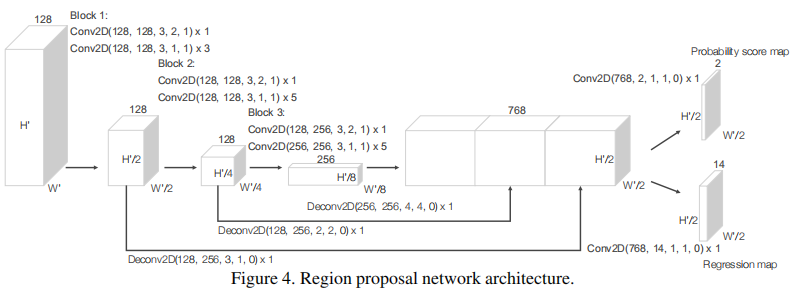 128
Block 1:
Conv2D(128, 128, 3, 2, 1) x 1
Conv2D(128, 128, 3, 1, 1) x 3
Block 2:
Conv2D(128, 128, 3, 2, 1) x 1
Conv2D(128, 128, 3, 1, 1) x 5
Block 3:
Conv2D(128, 256, 3, 2, 1) x 1
Conv2D(256, 256, 3, 1, 1) x 5
H'
W'
128
H'/2
W'/2
128
H'/4
W'/4
256
H'/8
W'/8
768
H'/2
W'/2
Deconv2D(256, 256, 4, 4, 0) x 1
Deconv2D(128, 256, 2, 2, 0) x 1
Deconv2D(128, 256, 3, 1, 0) x 1
Probability score map
2
Conv2D(768, 2, 1, 1, 0) x 1
H'/2
W'/2
14
H'/2
W'/2
Conv2D(768, 14, 1, 1, 0) x 1
Regression map
Figure 4. Region proposal network architecture.